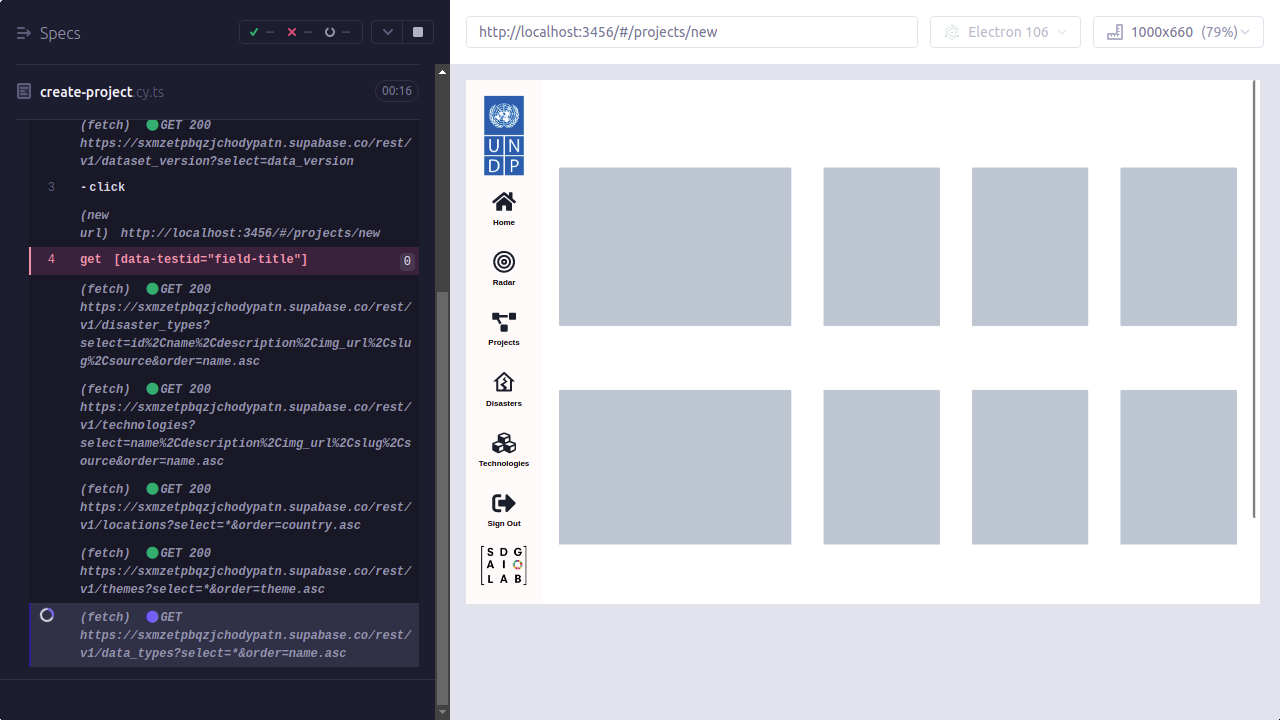 Specs
--
--
--
create-project.cy.ts
00:16
(fetch) GET 200
https://sxmzetpbqzjchodypatn.supabase.co/rest/
v1/dataset_version?select=data_version
3 -click
(new
url) http://localhost:3456/#/projects/new
4 get [data-testid="field-title"] 0
(fetch) GET 200
https://sxmzetpbqzjchodypatn.supabase.co/rest/
v1/disaster_types?
select=id%2Cname%2Cdescription%2Cimg_url%2Cslu
g%2Csource&order=name.asc
(fetch) GET 200
https://sxmzetpbqzjchodypatn.supabase.co/rest/
v1/technologies?
select=name%2Cdescription%2Cimg_url%2Cslug%2Cs
ource&order=name.asc
(fetch) GET 200
https://sxmzetpbqzjchodypatn.supabase.co/rest/
v1/locations?select=*&order=country.asc
(fetch) GET 200
https://sxmzetpbqzjchodypatn.supabase.co/rest/
v1/themes?select=*&order=theme.asc
(fetch) GET
https://sxmzetpbqzjchodypatn.supabase.co/rest/
v1/data_types?select=*&order=name.asc
http://localhost:3456/#/projects/new
Electron 106
1000x660 (79%)
U N
D P
Home
Radar
Projects
Disasters
Technologies
Sign Out
S D G
A I
L A B